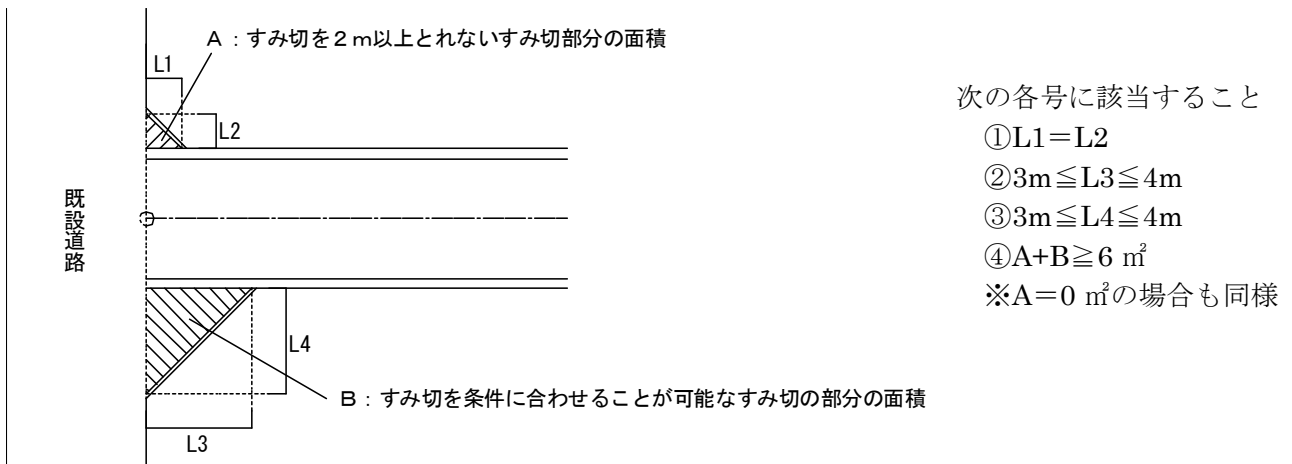 A：すみ切を2m以上とれないすみ切部分の面積
L1
L2
既設道路
L4
B：すみ切を条件に合わせることが可能なすみ切の部分の面積
L3
次の各号に該当すること
①L1＝L2
②3m≦L3≦4m
③3m≦L4≦4m
④A+B≧6 ㎡
※A＝0 ㎡の場合も同様